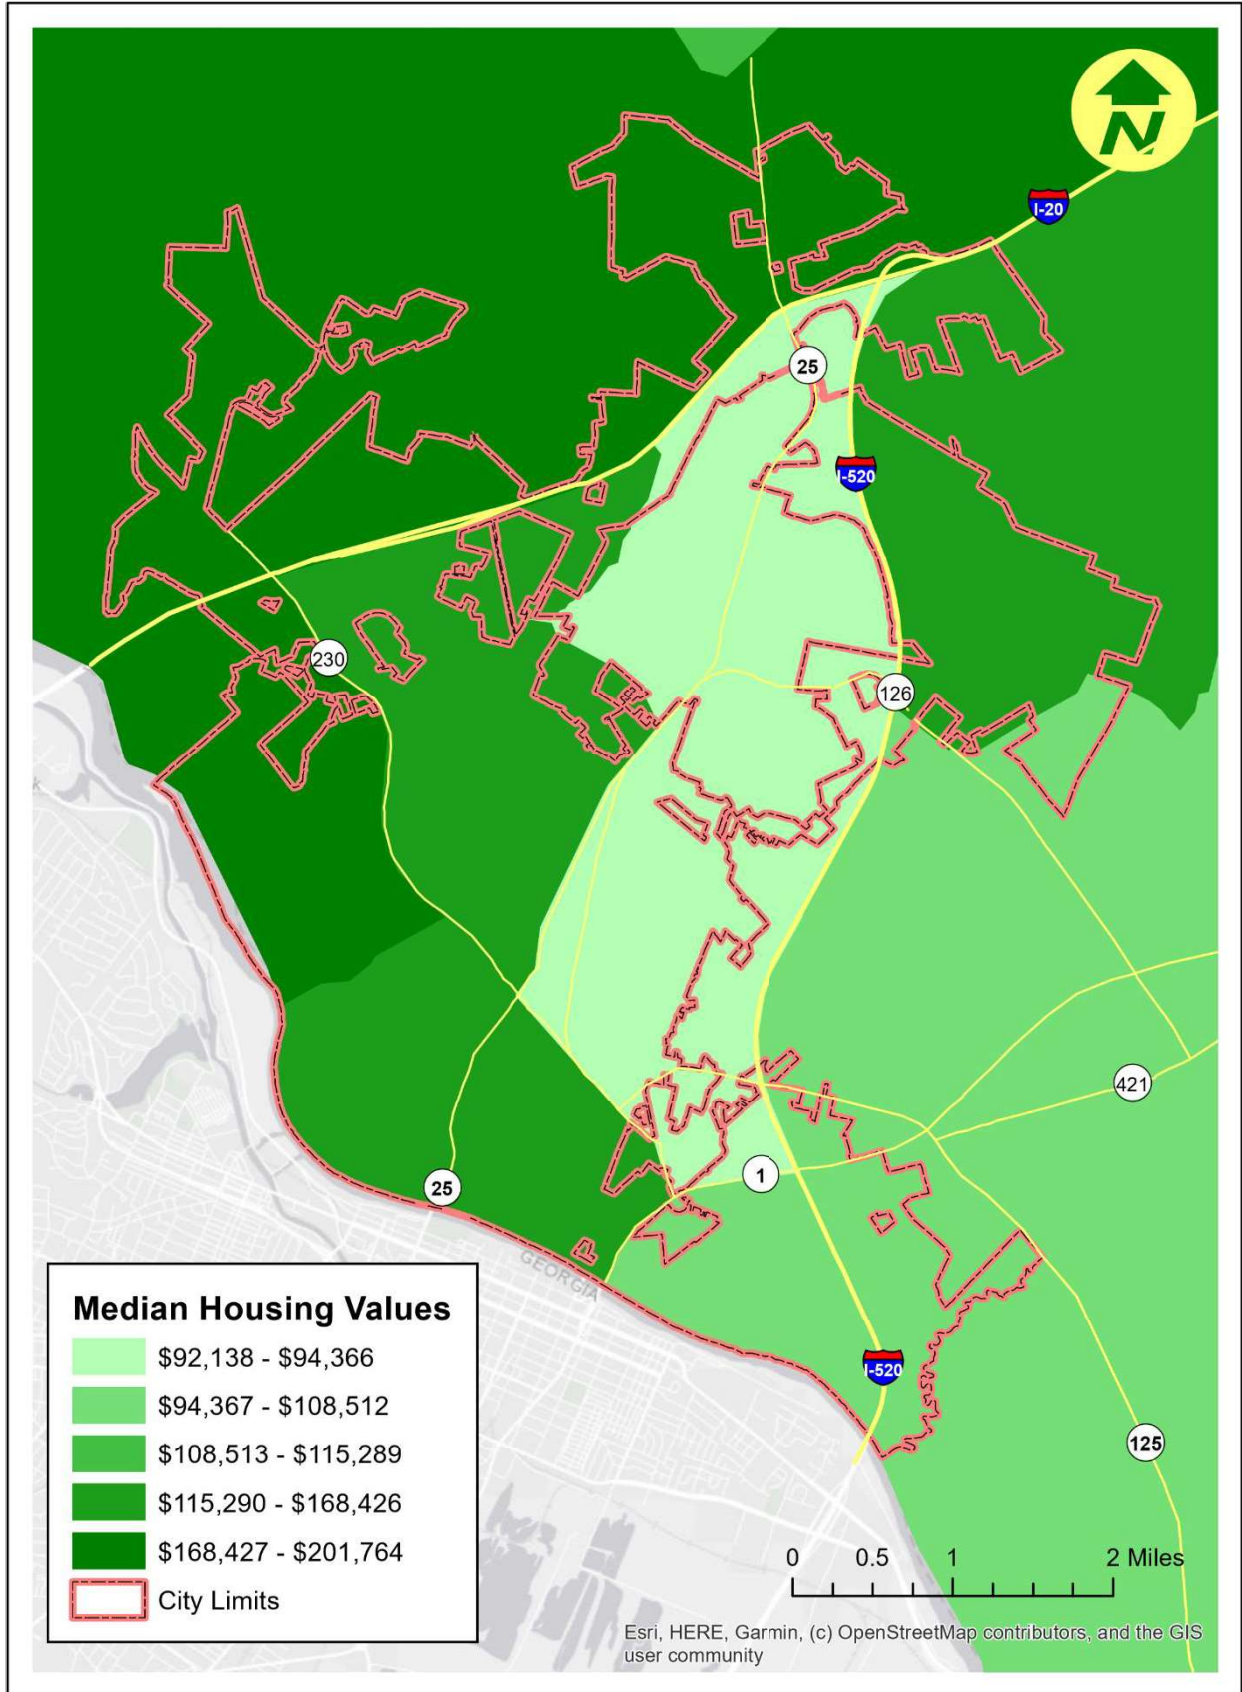 N
I-20
25
I-520
230
126
421
1
25
GEORGIA
Median Housing Values
$92,138 - $94,366
$94,367 - $108,512
$108,513 - $115,289
$115,290 - $168,426
$168,427 - $201,764
City Limits
I-520
125
0 0.5 1 2 Miles
Esri, HERE, Garmin, (c) OpenStreetMap contributors, and the GIS
user community